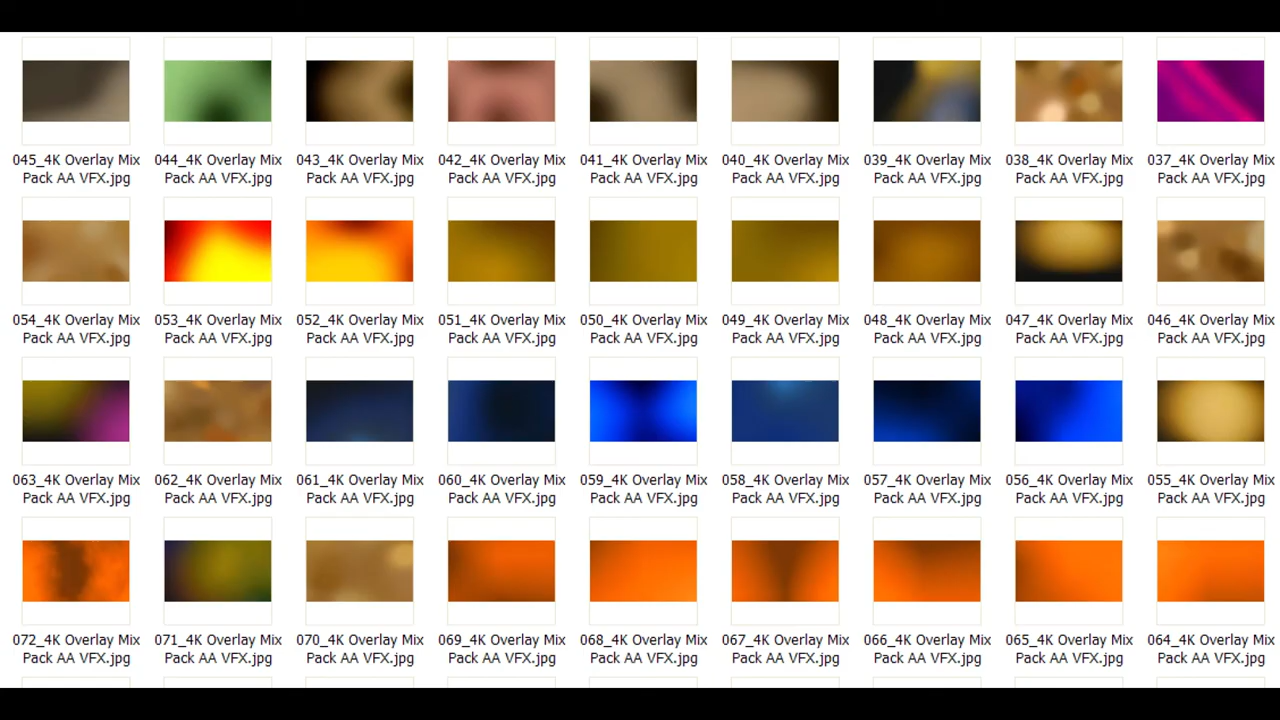 045_4K Overlay Mix
Pack AA VFX.jpg
044_4K Overlay Mix
Pack AA VFX.jpg
043_4K Overlay Mix
Pack AA VFX.jpg
042_4K Overlay Mix
Pack AA VFX.jpg
041_4K Overlay Mix
Pack AA VFX.jpg
040_4K Overlay Mix
Pack AA VFX.jpg
039_4K Overlay Mix
Pack AA VFX.jpg
038_4K Overlay Mix
Pack AA VFX.jpg
037_4K Overlay Mix
Pack AA VFX.jpg
054_4K Overlay Mix
Pack AA VFX.jpg
053_4K Overlay Mix
Pack AA VFX.jpg
052_4K Overlay Mix
Pack AA VFX.jpg
051_4K Overlay Mix
Pack AA VFX.jpg
050_4K Overlay Mix
Pack AA VFX.jpg
049_4K Overlay Mix
Pack AA VFX.jpg
048_4K Overlay Mix
Pack AA VFX.jpg
047_4K Overlay Mix
Pack AA VFX.jpg
046_4K Overlay Mix
Pack AA VFX.jpg
063_4K Overlay Mix
Pack AA VFX.jpg
062_4K Overlay Mix
Pack AA VFX.jpg
061_4K Overlay Mix
Pack AA VFX.jpg
060_4K Overlay Mix
Pack AA VFX.jpg
059_4K Overlay Mix
Pack AA VFX.jpg
058_4K Overlay Mix
Pack AA VFX.jpg
057_4K Overlay Mix
Pack AA VFX.jpg
056_4K Overlay Mix
Pack AA VFX.jpg
055_4K Overlay Mix
Pack AA VFX.jpg
072_4K Overlay Mix
Pack AA VFX.jpg
071_4K Overlay Mix
Pack AA VFX.jpg
070_4K Overlay Mix
Pack AA VFX.jpg
069_4K Overlay Mix
Pack AA VFX.jpg
068_4K Overlay Mix
Pack AA VFX.jpg
067_4K Overlay Mix
Pack AA VFX.jpg
066_4K Overlay Mix
Pack AA VFX.jpg
065_4K Overlay Mix
Pack AA VFX.jpg
064_4K Overlay Mix
Pack AA VFX.jpg